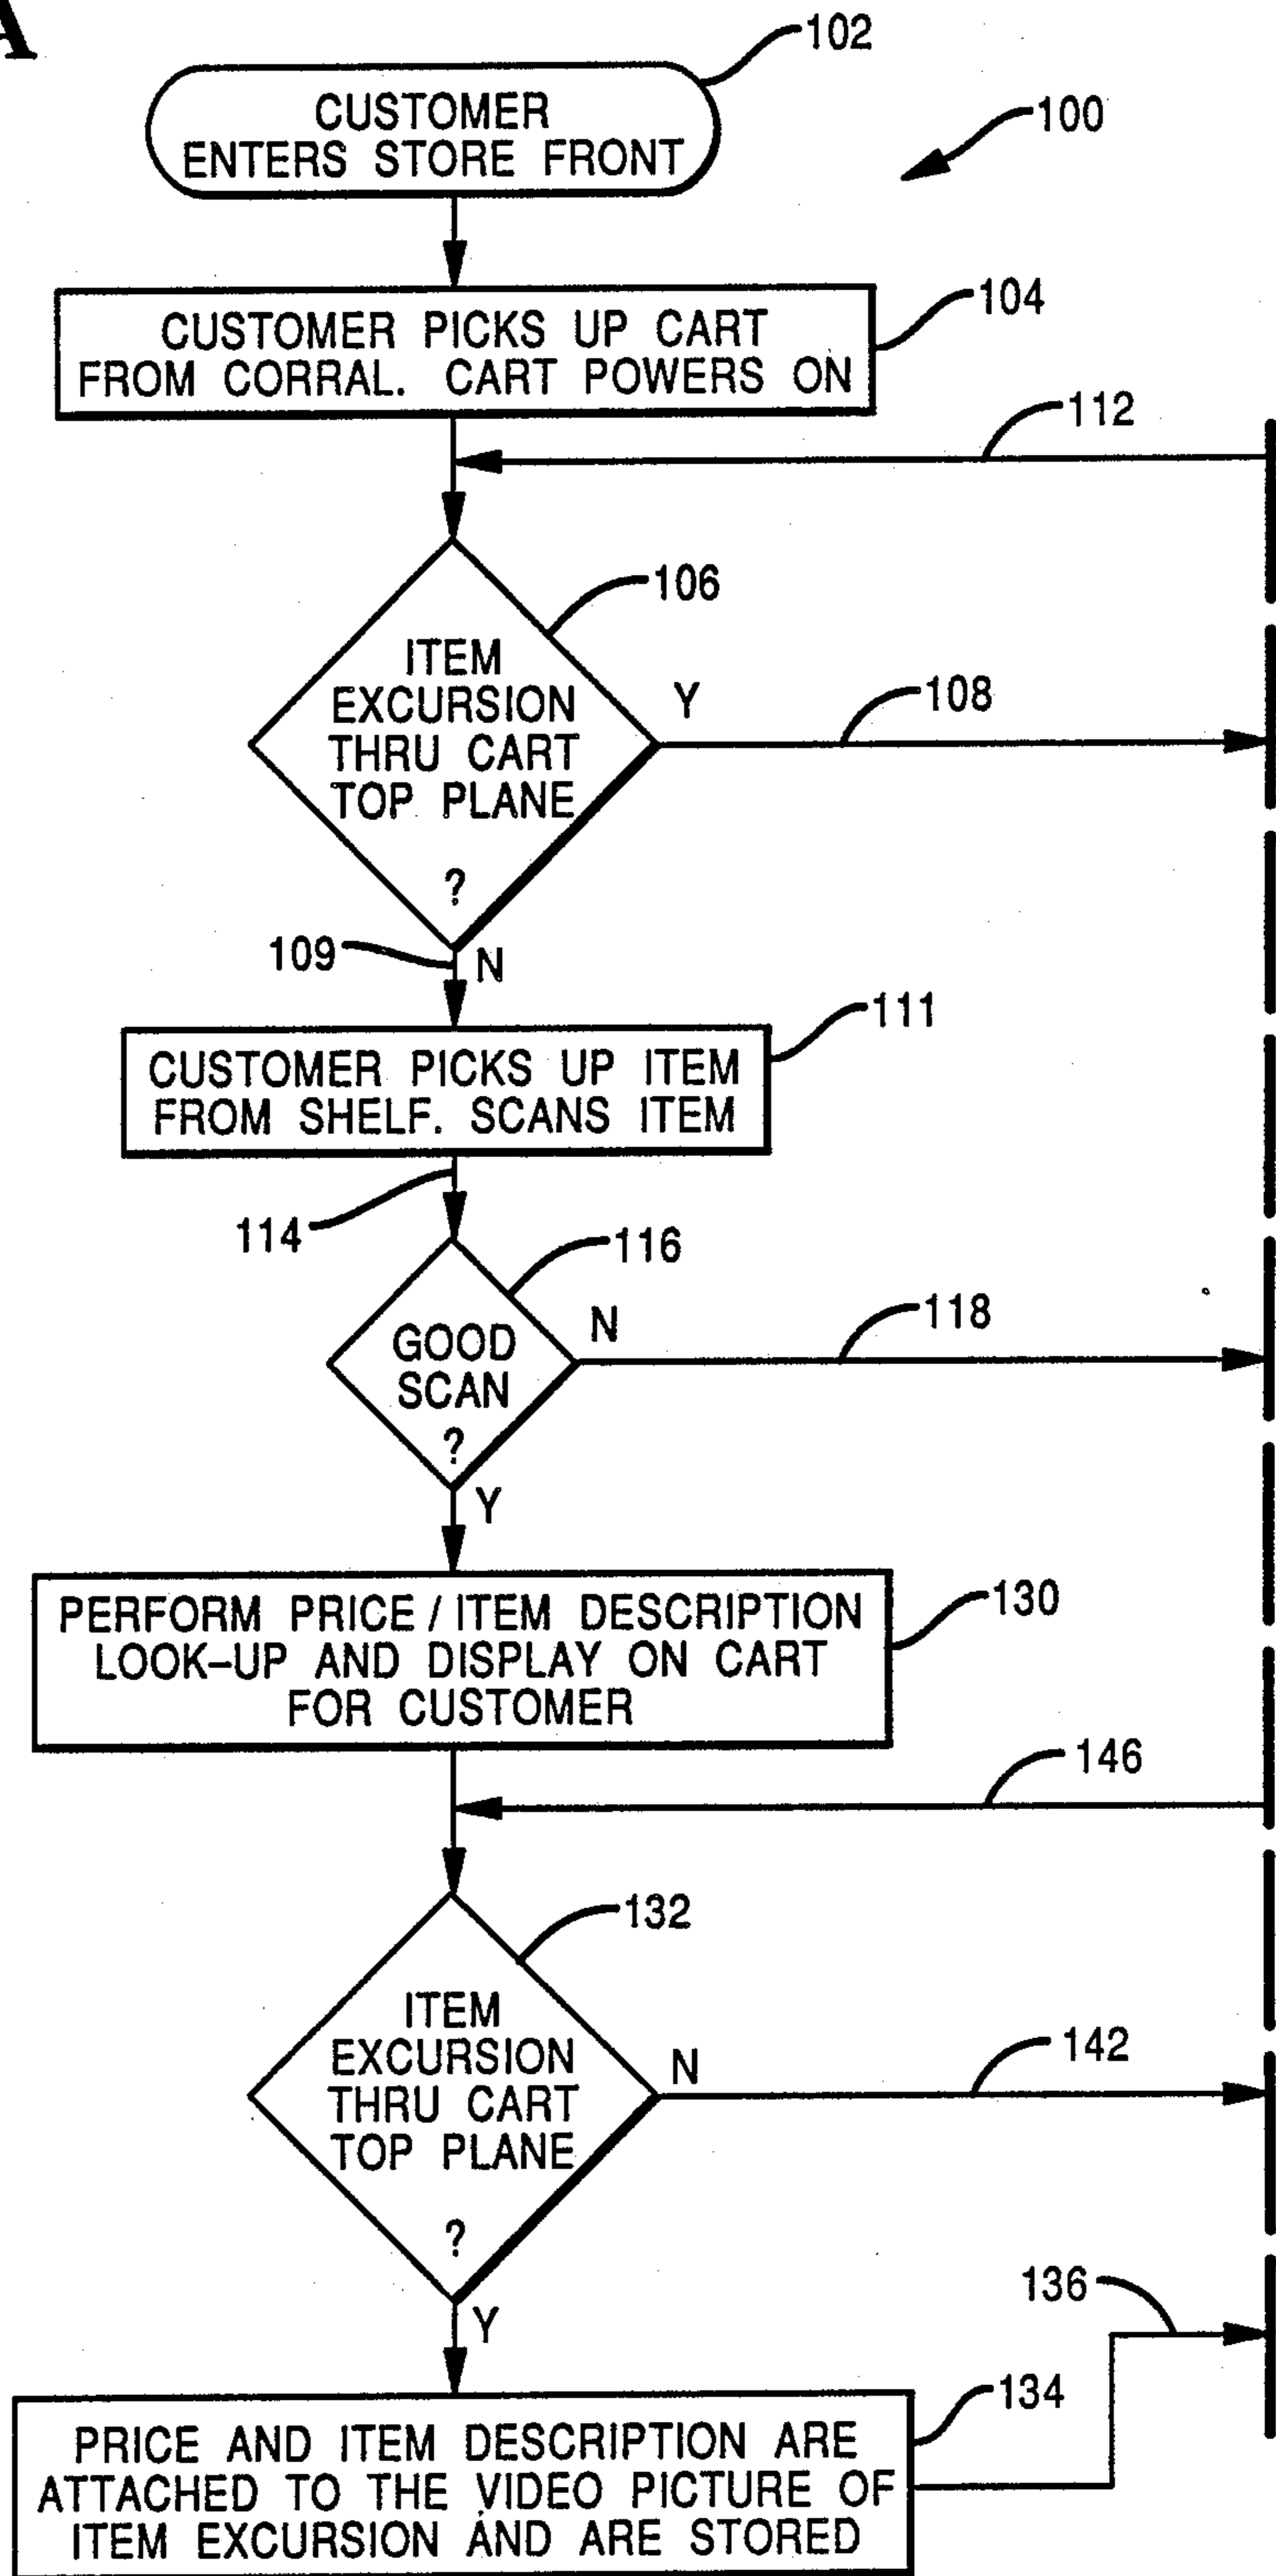 A
102
CUSTOMER
ENTERS STORE FRONT
100
104
CUSTOMER PICKS UP CART
FROM CORRAL. CART POWERS ON
112
106
ITEM
EXCURSION
THRU CART
TOP PLANE
?
Y
108
109
N
111
CUSTOMER PICKS UP ITEM
FROM SHELF. SCANS ITEM
114
116
GOOD
SCAN
?
N
118
Y
PERFORM PRICE / ITEM DESCRIPTION
LOOK-UP AND DISPLAY ON CART
FOR CUSTOMER
130
146
132
ITEM
EXCURSION
THRU CART
TOP PLANE
?
N
142
Y
136
134
PRICE AND ITEM DESCRIPTION ARE
ATTACHED TO THE VIDEO PICTURE OF
ITEM EXCURSION AND ARE STORED